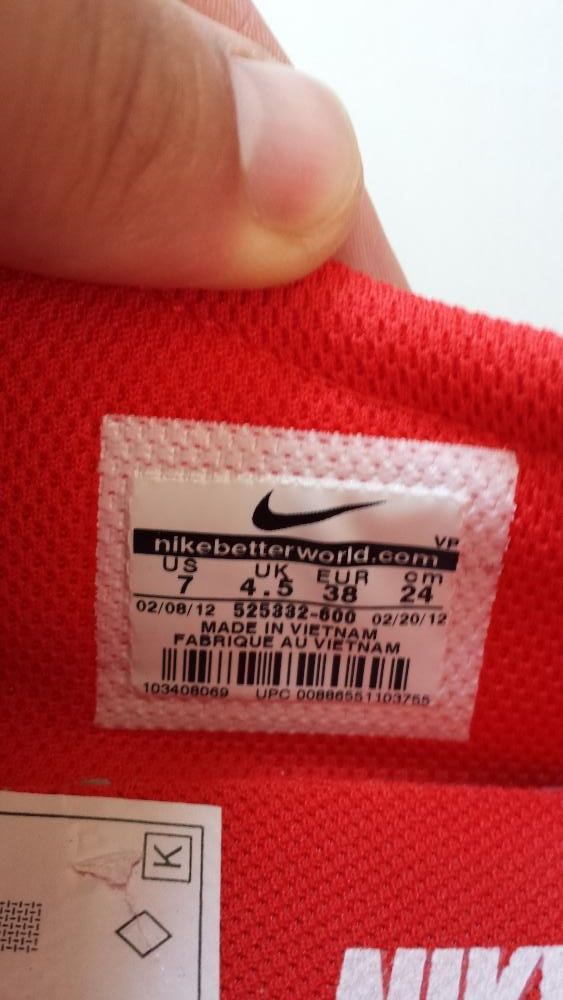 nikebetterworld.com VP
US UK EUR cm
7 4.5 38 24
02/08/12 525332-600 02/20/12
MADE IN VIETNAM
FABRIQUE AU VIETNAM
103408069 UPC 00886551103755
K
NIKE